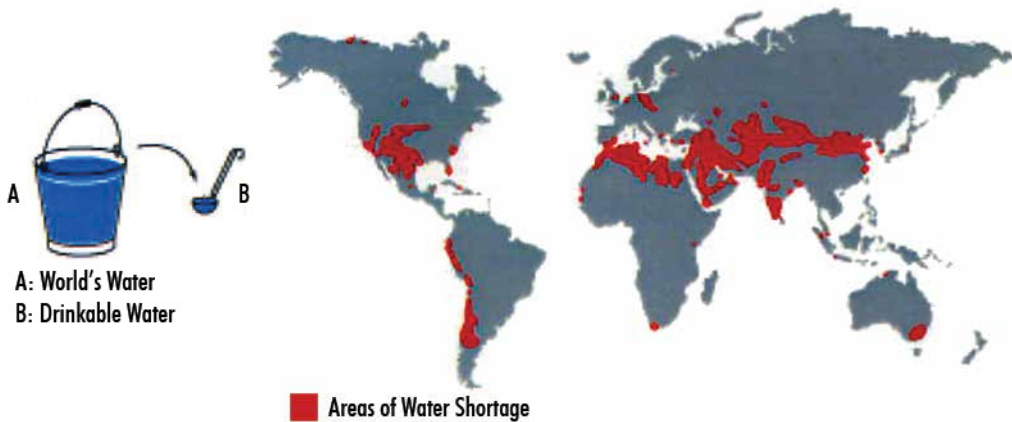 A
B
A: World's Water
B: Drinkable Water
Areas of Water Shortage